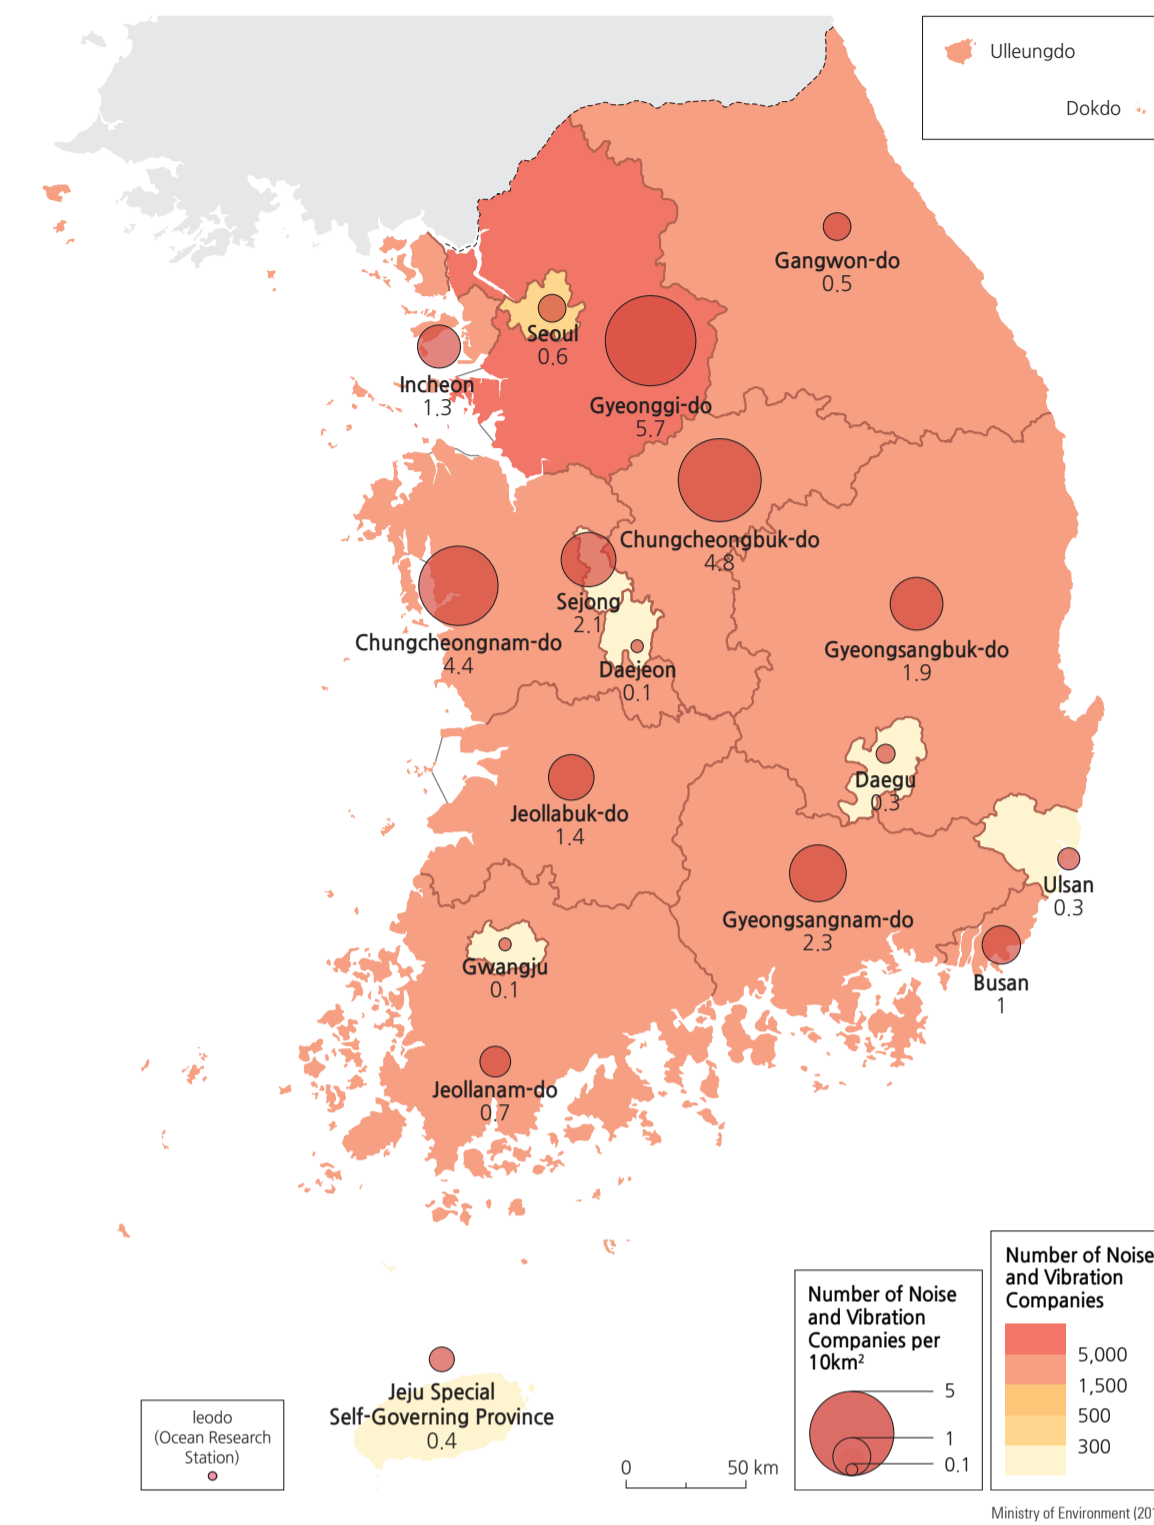 Ulleungdo
Dokdo
Gangwon-do
0.5
Seoul
0.6
Incheon
1.3
Gyeonggi-do
5.7
Chungcheongbuk-do
4.8
Sejong
2.1
Chungcheongnam-do
4.4
Daejeon
0.1
Gyeongsangbuk-do
1.9
Daegu
0.3
Jeollabuk-do
1.4
Ulsan
0.3
Gyeongsangnam-do
2.3
Gwangju
0.1
Busan
1
Jeollanam-do
0.7
Jeju Special
Self-Governing Province
0.4
Ieodo
(Ocean Research
Station)
0 50 km
Number of Noise
and Vibration
Companies per
10km²
5
1
0.1
Number of Noise
and Vibration
Companies
5,000
1,500
500
300
Ministry of Environment (201